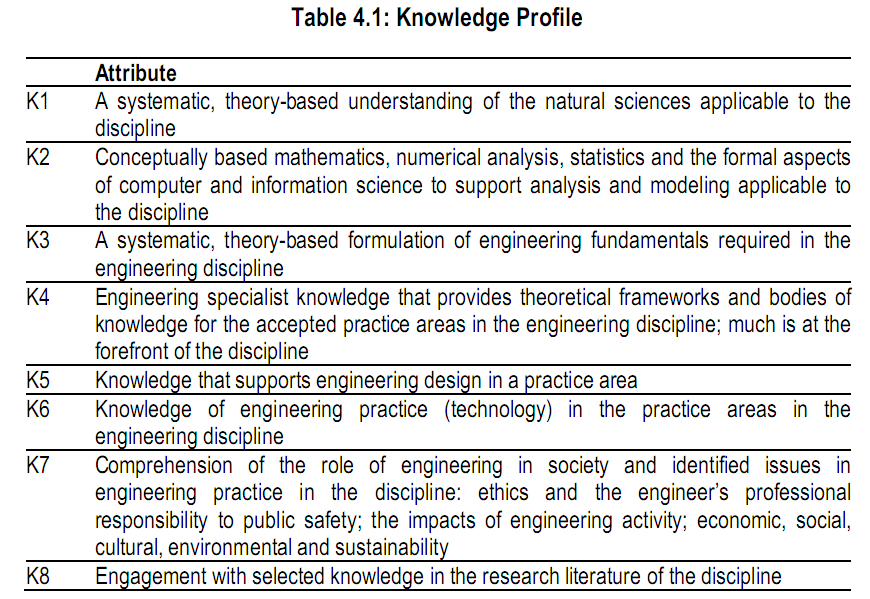 Table 4.1: Knowledge Profile
Attribute
K1 A systematic, theory-based understanding of the natural sciences applicable to the
discipline
K2 Conceptually based mathematics, numerical analysis, statistics and the formal aspects
of computer and information science to support analysis and modeling applicable to
the discipline
K3 A systematic, theory-based formulation of engineering fundamentals required in the
engineering discipline
K4 Engineering specialist knowledge that provides theoretical frameworks and bodies of
knowledge for the accepted practice areas in the engineering discipline; much is at the
forefront of the discipline
K5 Knowledge that supports engineering design in a practice area
K6 Knowledge of engineering practice (technology) in the practice areas in the
engineering discipline
K7 Comprehension of the role of engineering in society and identified issues in
engineering practice in the discipline: ethics and the engineer’s professional
responsibility to public safety; the impacts of engineering activity; economic, social,
cultural, environmental and sustainability
K8 Engagement with selected knowledge in the research literature of the discipline